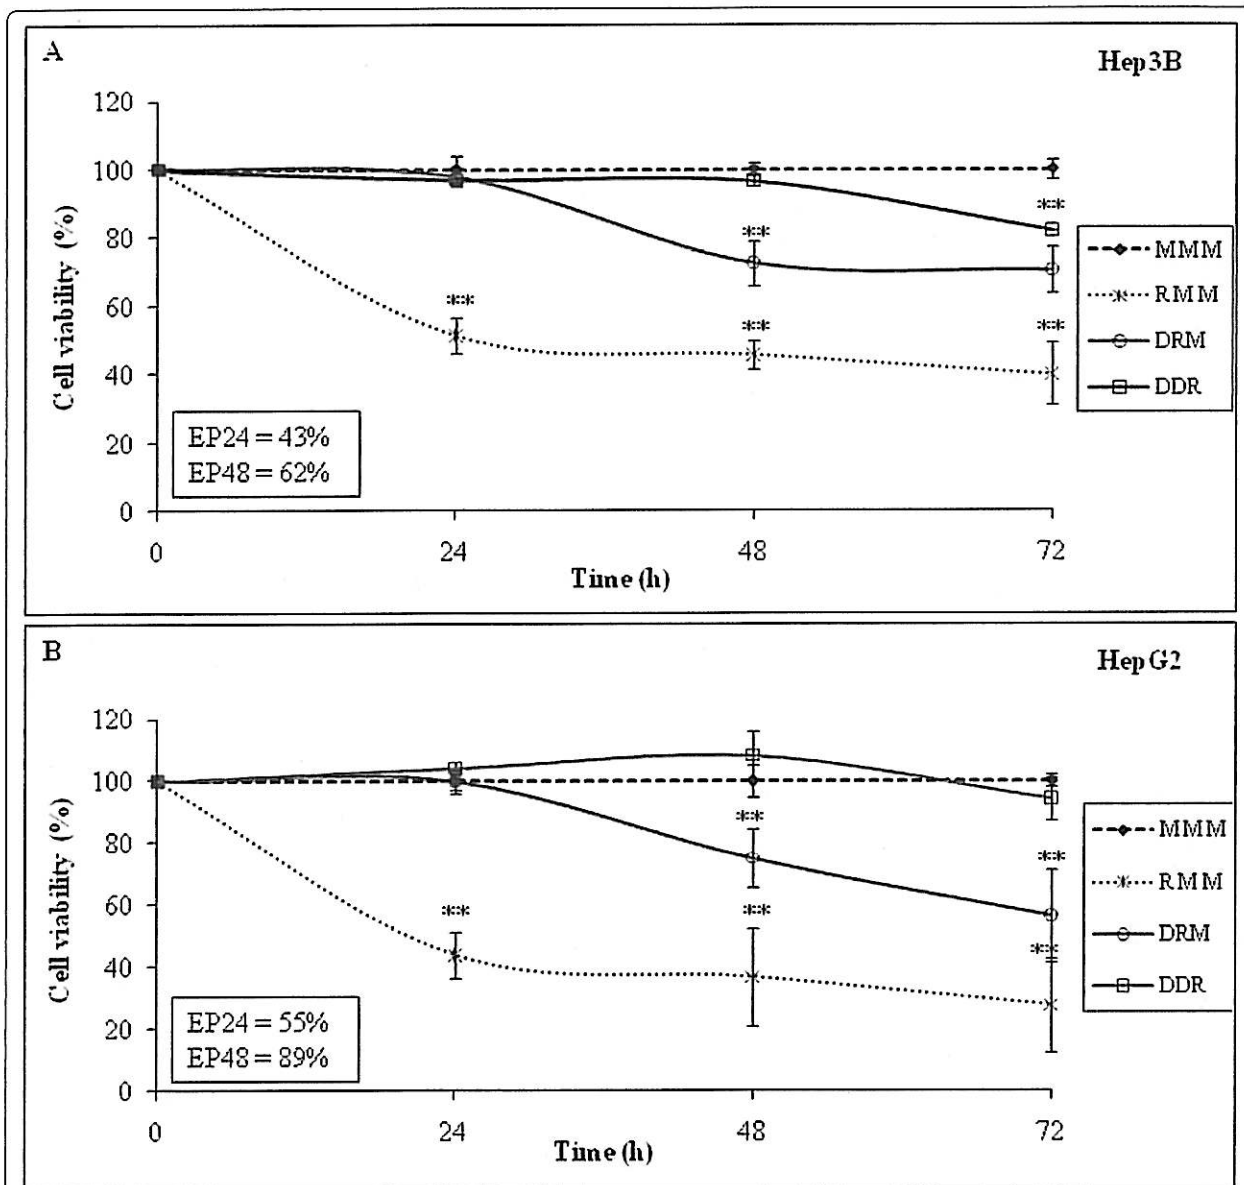 A
Hep3B
120
100
80
60
40
20
0
Cell viability (%)
**
**
**
**
**
MMM
RMM
DRM
DDR
EP24 = 43%
EP48 = 62%
0 24 48 72
Time (h)
B
HepG2
120
100
80
60
40
20
0
Cell viability (%)
**
**
**
**
**
MMM
RMM
DRM
DDR
EP24 = 55%
EP48 = 89%
0 24 48 72
Time (h)